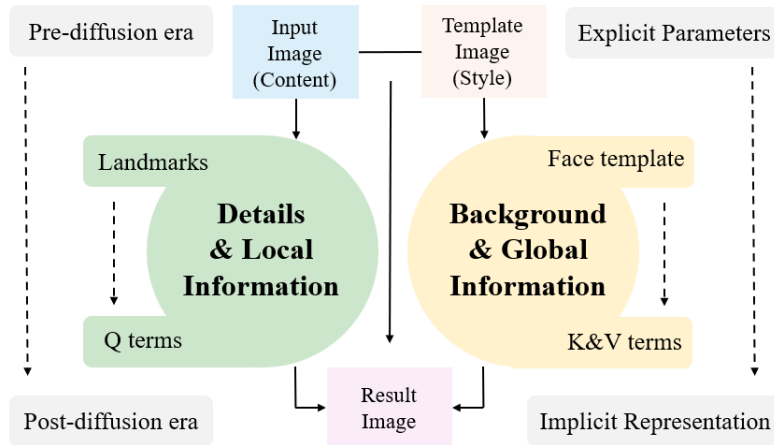 Pre-diffusion era
Input
Image
(Content)
Template
Image
(Style)
Explicit Parameters
Landmarks
Face template
Details
& Local
Information
Background
& Global
Information
Q terms
K&V terms
Post-diffusion era
Result
Image
Implicit Representation